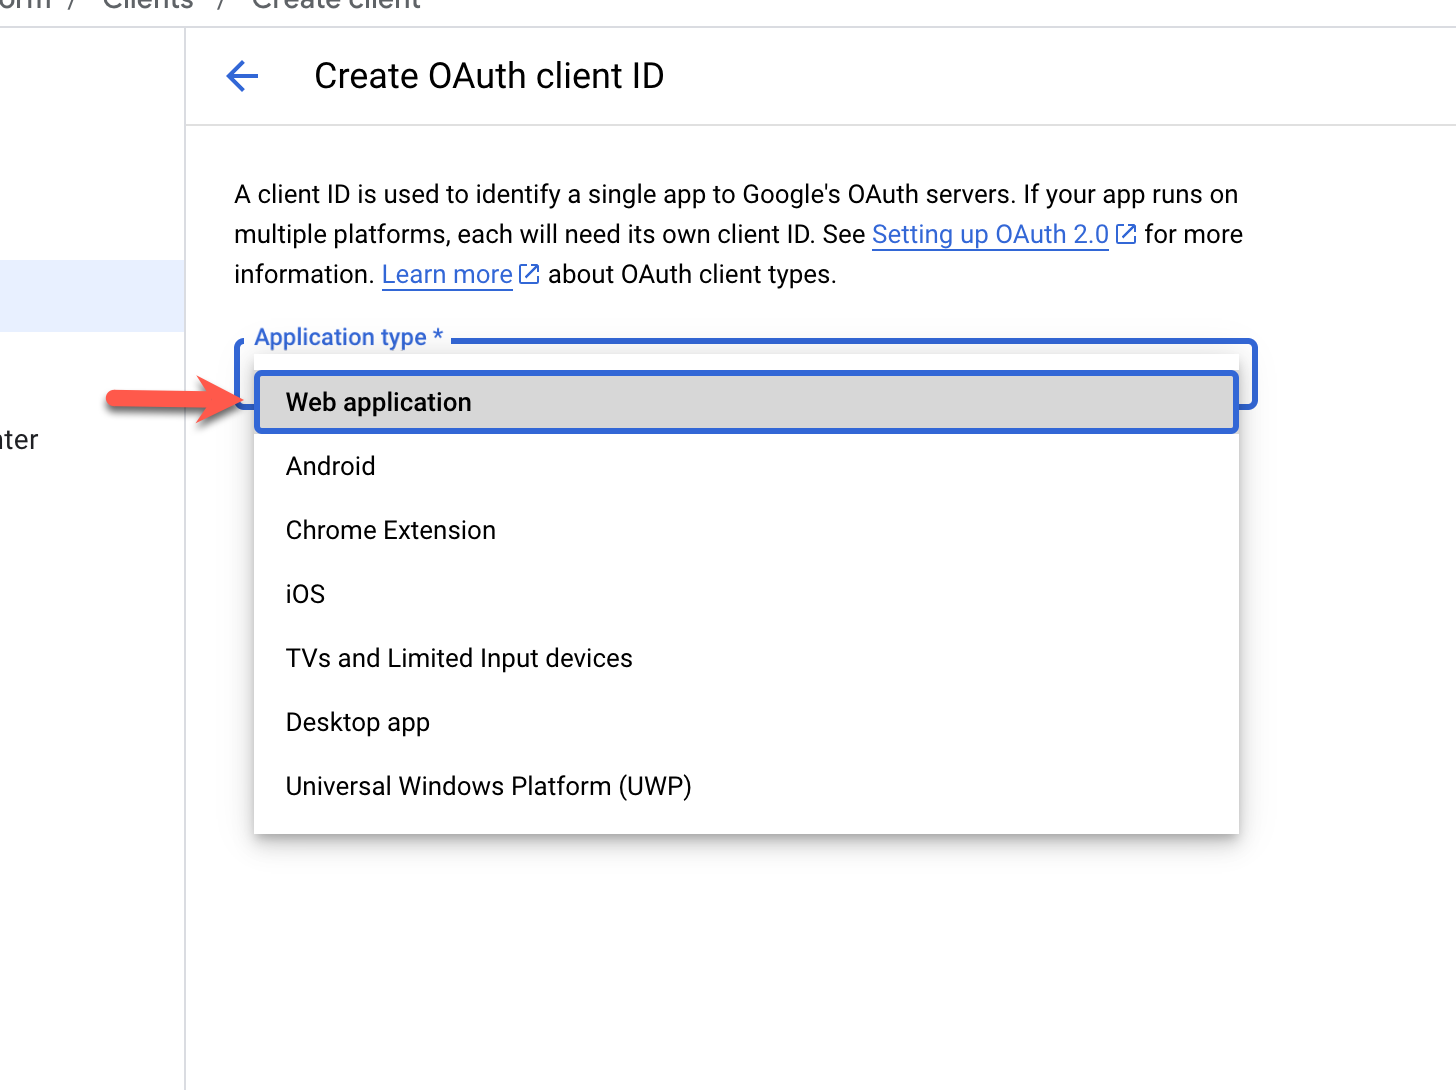 / Clients / Create client
Create OAuth client ID
A client ID is used to identify a single app to Google's OAuth servers. If your app runs on
multiple platforms, each will need its own client ID. See Setting up OAuth 2.0 for more
information. Learn more about OAuth client types.
Application type *
Web application
nter
Android
Chrome Extension
iOS
TVs and Limited Input devices
Desktop app
Universal Windows Platform (UWP)